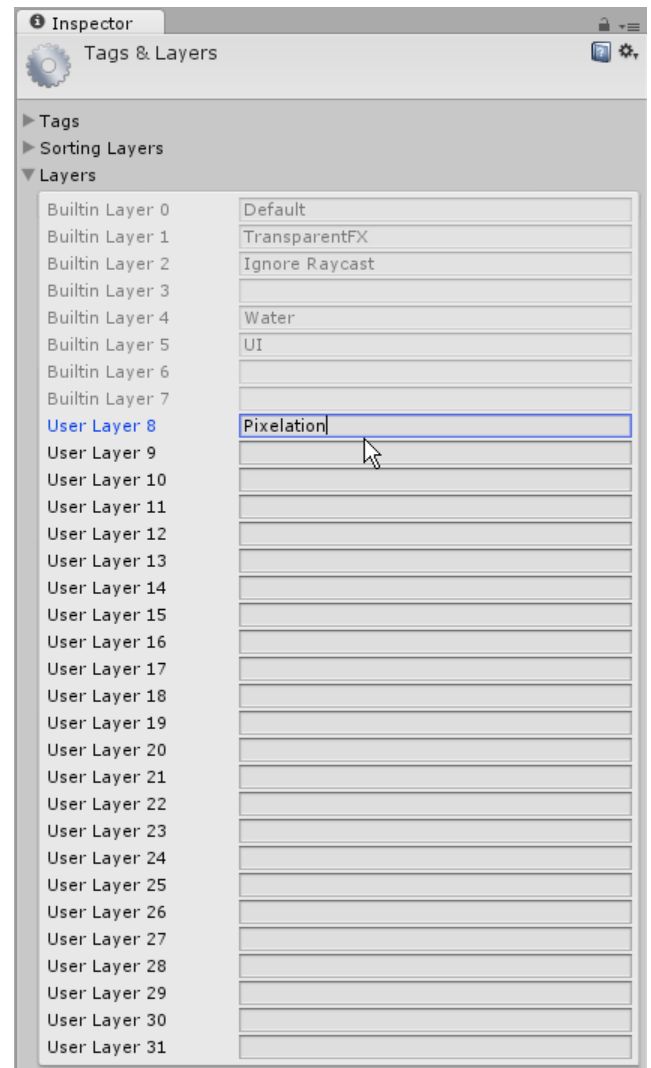 Inspector
Tags & Layers
Tags
Sorting Layers
Layers
Builtin Layer 0 Default
Builtin Layer 1 TransparentFX
Builtin Layer 2 Ignore Raycast
Builtin Layer 3
Builtin Layer 4 Water
Builtin Layer 5 UI
Builtin Layer 6
Builtin Layer 7
User Layer 8 Pixelation
User Layer 9
User Layer 10
User Layer 11
User Layer 12
User Layer 13
User Layer 14
User Layer 15
User Layer 16
User Layer 17
User Layer 18
User Layer 19
User Layer 20
User Layer 21
User Layer 22
User Layer 23
User Layer 24
User Layer 25
User Layer 26
User Layer 27
User Layer 28
User Layer 29
User Layer 30
User Layer 31